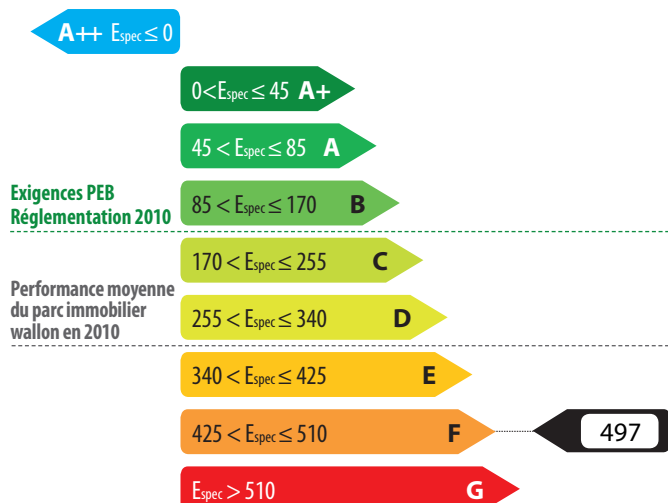 A++ Espec ≤ 0
0<Espec ≤ 45 A+
45 < Espec ≤ 85 A
Exigences PEB
Réglementation 2010
85 < Espec ≤ 170 B
170 < Espec ≤ 255 C
Performance moyenne
du parc immobilier
wallon en 2010
255 < Espec ≤ 340 D
340 < Espec ≤ 425 E
425 < Espec ≤ 510 F 497
Espec > 510 G